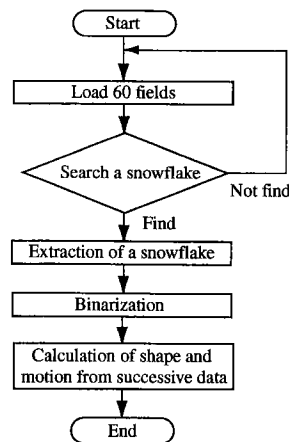 Start
Load 60 fields
Search a snowflake
Not find
Find
Extraction of a snowflake
Binarization
Calculation of shape and
motion from successive data
End